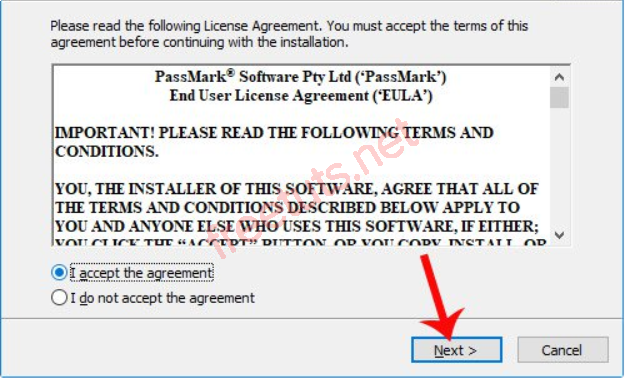 Please read the following License Agreement. You must accept the terms of this
agreement before continuing with the installation.
PassMark® Software Pty Ltd (‘PassMark’)
End User License Agreement (‘EULA’)
IMPORTANT! PLEASE READ THE FOLLOWING TERMS AND
CONDITIONS.
YOU, THE INSTALLER OF THIS SOFTWARE, AGREE THAT ALL OF
THE TERMS AND CONDITIONS DESCRIBED BELOW APPLY TO
YOU AND ANYONE ELSE WHO USES THIS SOFTWARE, IF EITHER;
YOU CLICK THE “ACCEPT” BUTTON, OR YOU COPY, INSTALL, OR
freetuts.net
I accept the agreement
I do not accept the agreement
Next >
Cancel